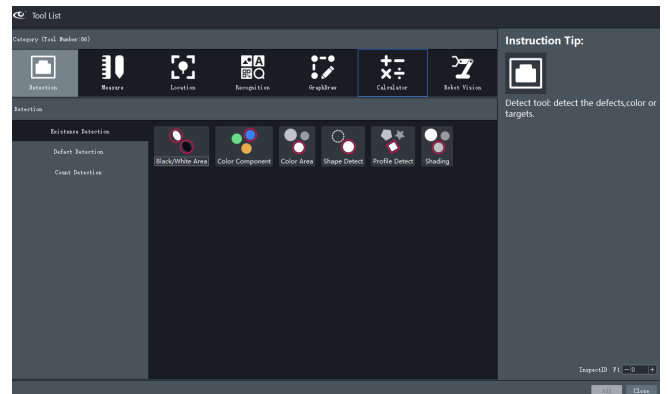 Tool List
Category (Tool Number:86)
Detection
Measure
Location
Recognition
GraphDraw
Calculator
Robot Vision
Detection
Existence Detection
Defect Detection
Count Detection
Black/White Area
Color Component
Color Area
Shape Detect
Profile Detect
Shading
Instruction Tip:
Detect tool: detect the defects,color or
targets.
InspectID P1 - 0 +
Add Close